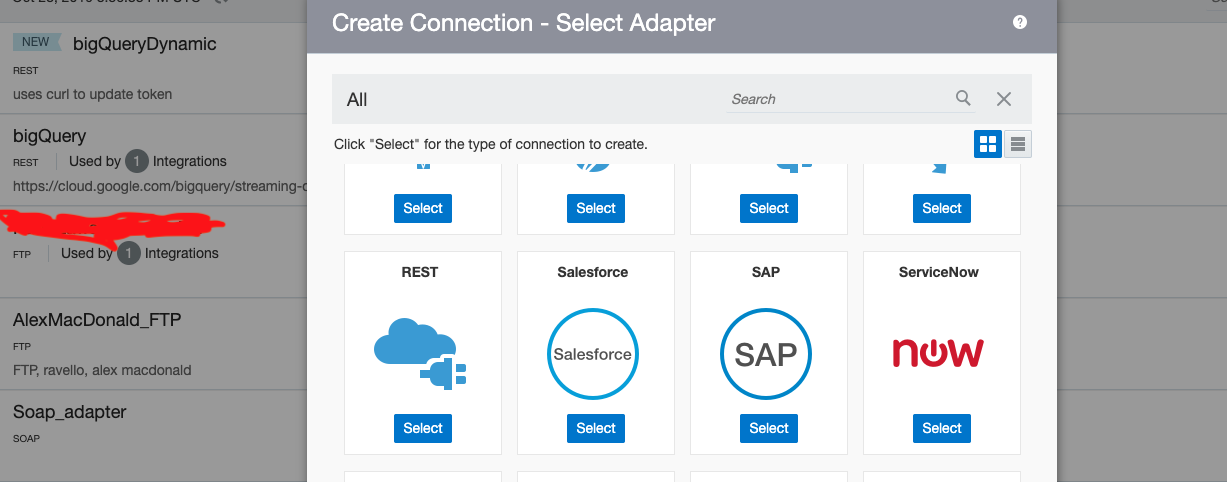 NEW bigQueryDynamic
REST
uses curl to update token
bigQuery
REST Used by 1 Integrations
https://cloud.google.com/bigquery/streaming-
FTP Used by 1 Integrations
AlexMacDonald_FTP
FTP
FTP, ravello, alex macdonald
Soap_adapter
SOAP
Create Connection - Select Adapter
?
All Search
Click "Select" for the type of connection to create.
Select Select Select Select
REST Salesforce SAP ServiceNow
Salesforce SAP now
Select Select Select Select